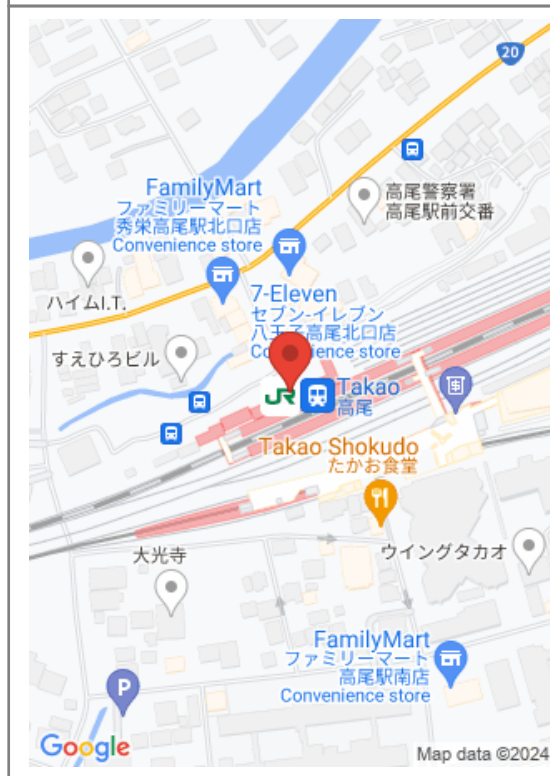 20
FamilyMart
ファミリーマート
秀栄高尾駅北口店
Convenience store
高尾警察署
高尾駅前交番
ハイムI.T.
7-Eleven
セブン-イレブン
八王子高尾北口店
Convenience store
すえひろビル
JR
Takao
高尾
Takao Shokudo
たかお食堂
大光寺
ウイングタカオ
FamilyMart
ファミリーマート
高尾駅南店
Convenience store
P
Google
Map data ©2024